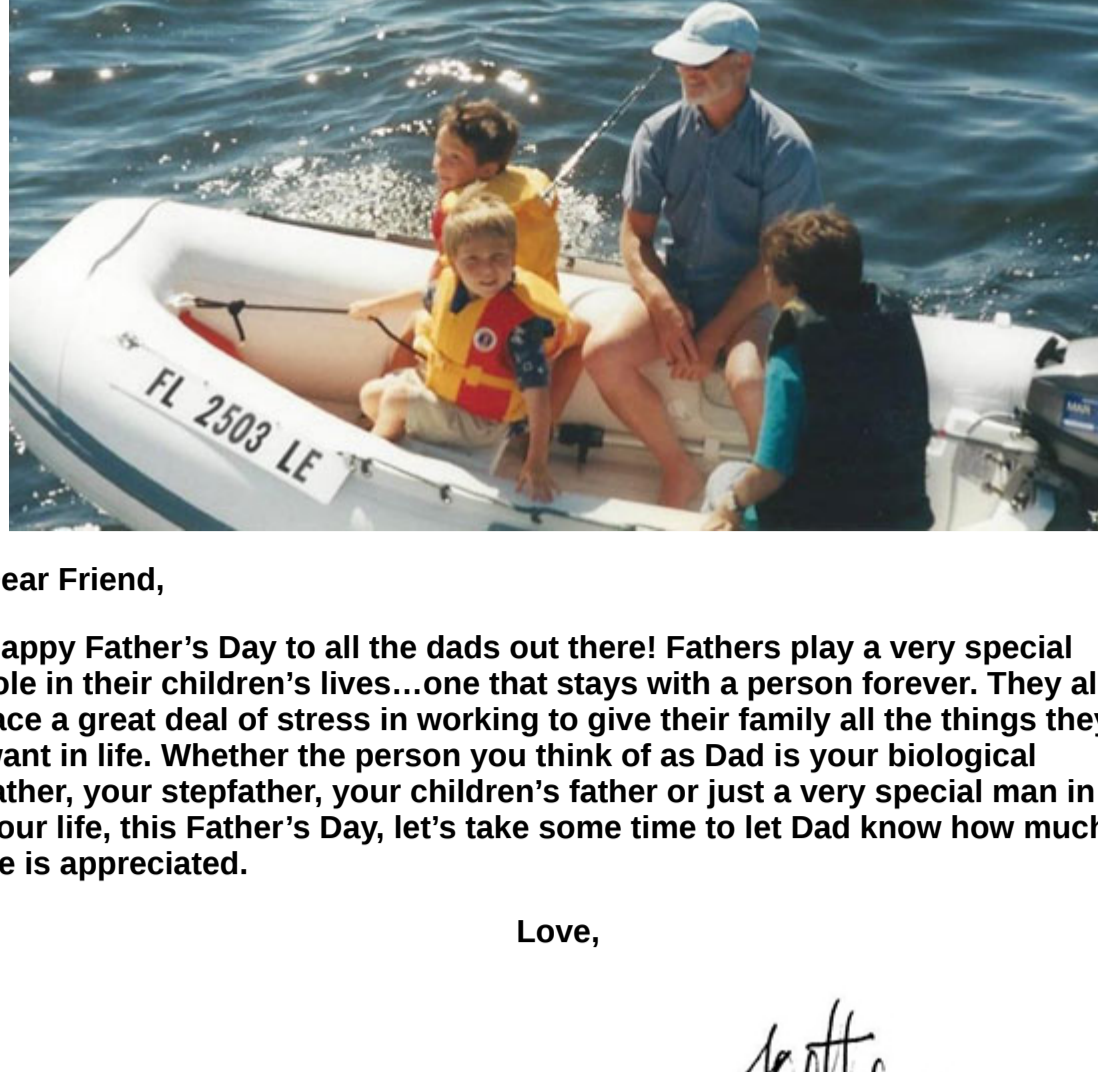 FL 2503 LE
MAR
ear Friend,
appy Father’s Day to all the dads out there! Fathers play a very special
ole in their children’s lives…one that stays with a person forever. They al
ace a great deal of stress in working to give their family all the things they
vant in life. Whether the person you think of as Dad is your biological
ather, your stepfather, your children’s father or just a very special man in
our life, this Father’s Day, let’s take some time to let Dad know how much
e is appreciated.
Love,